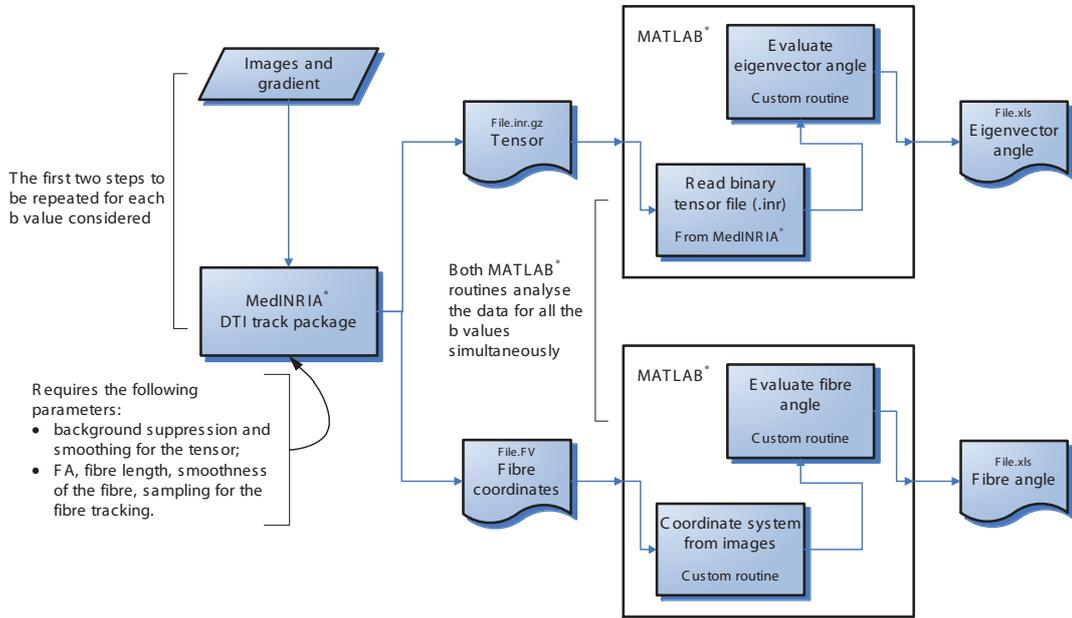 Images and
gradient
The first two steps to
be repeated for each
b value considered
MedINRIA*
DTI track package
Requires the following
parameters:
• background suppression and
smoothing for the tensor;
• FA, fibre length, smoothness
of the fibre, sampling for the
fibre tracking.
File.inr.gz
Tensor
MATLAB*
Evaluate
eigenvector angle
Custom routine
Read binary
tensor file (.inr)
From MedINRIA*
File.xls
Eigenvector
angle
Both MATLAB*
routines analyse
the data for all the
b values
simultaneously
File.FV
Fibre
coordinates
MATLAB*
Evaluate fibre
angle
Custom routine
Coordinate system
from images
Custom routine
File.xls
Fibre angle